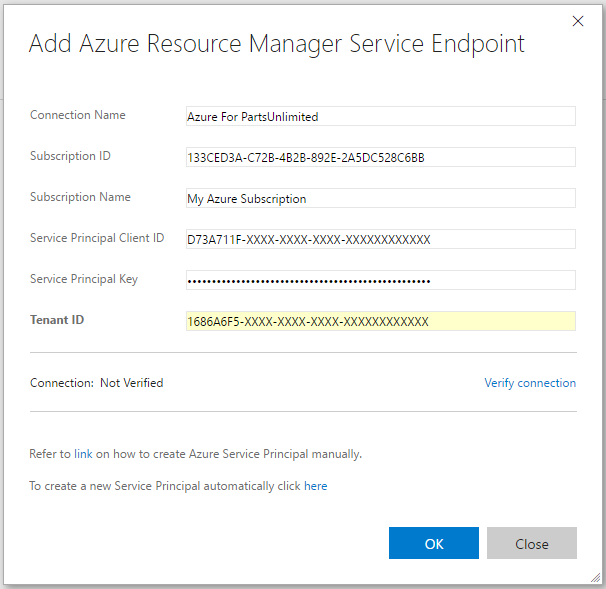 Add Azure Resource Manager Service Endpoint
Connection Name Azure For PartsUnlimited
Subscription ID 133CED3A-C72B-4B2B-892E-2A5DC528C6BB
Subscription Name My Azure Subscription
Service Principal Client ID D73A711F-XXXX-XXXX-XXXX-XXXXXXXXXXXX
Service Principal Key ••••••••••••••••••••••••••••••••••••••••••••••••••
Tenant ID 1686A6F5-XXXX-XXXX-XXXX-XXXXXXXXXXXX
Connection: Not Verified Verify connection
Refer to link on how to create Azure Service Principal manually.
To create a new Service Principal automatically click here
OK Close